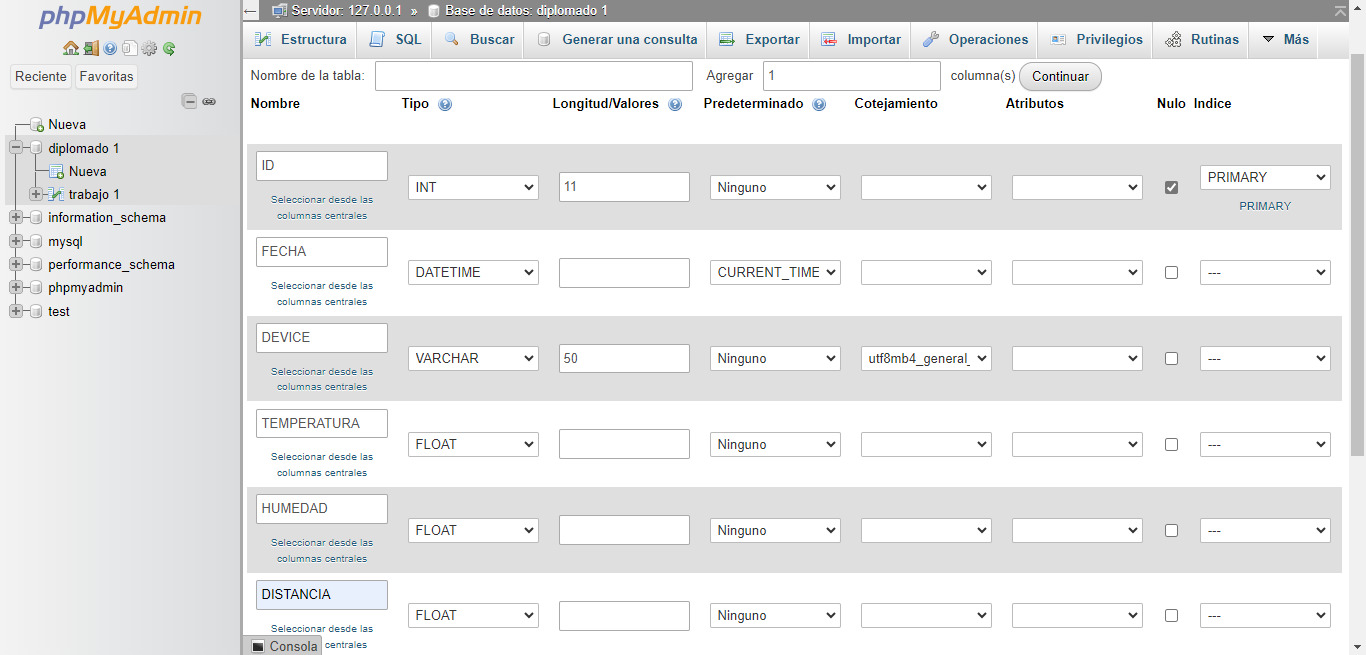 phpMyAdmin
Reciente Favoritas
Nueva
diplomado 1
Nueva
trabajo 1
information_schema
mysql
performance_schema
phpmyadmin
test
Servidor: 127.0.0.1 » Base de datos: diplomado 1
Estructura SQL Buscar Generar una consulta Exportar Importar Operaciones Privilegios Rutinas Más
Nombre de la tabla: Agregar 1 columna(s) Continuar
Nombre Tipo Longitud/Valores Predeterminado Cotejamiento Atributos Nulo Indice
ID
Seleccionar desde las
columnas centrales
INT 11 Ninguno PRIMARY
PRIMARY
FECHA
Seleccionar desde las
columnas centrales
DATETIME CURRENT_TIME ---
DEVICE
Seleccionar desde las
columnas centrales
VARCHAR 50 Ninguno utf8mb4_general_ ---
TEMPERATURA
Seleccionar desde las
columnas centrales
FLOAT Ninguno ---
HUMEDAD
Seleccionar desde las
columnas centrales
FLOAT Ninguno ---
DISTANCIA
Seleccionar desde las
centrales
FLOAT Ninguno ---
Consola